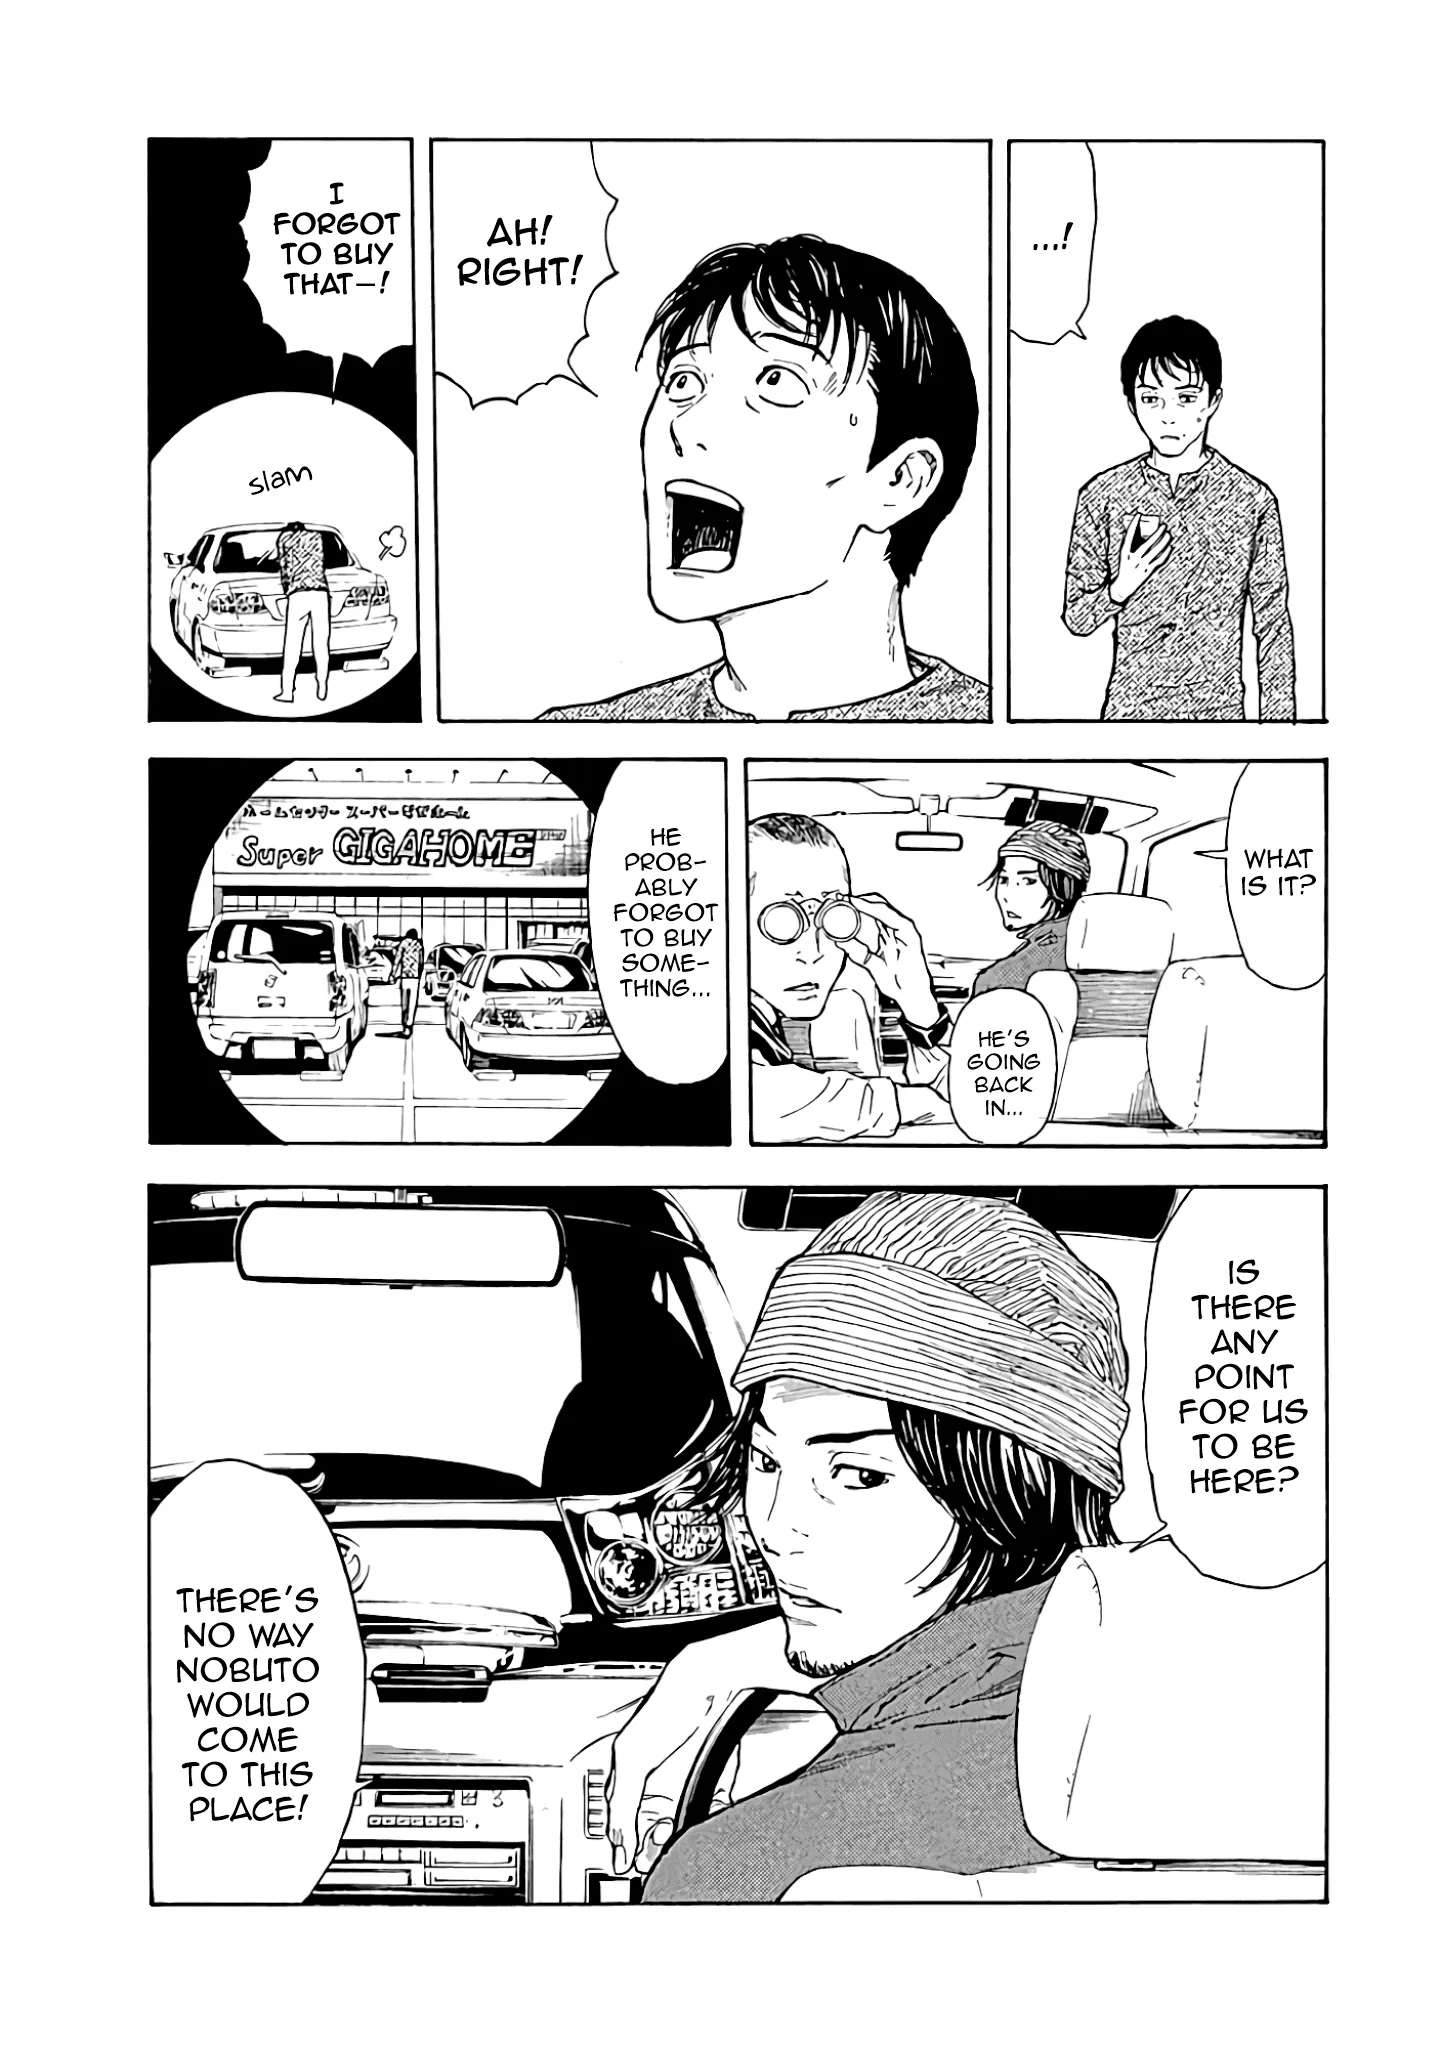 ...!
AH!
RIGHT!
I
FORGOT
TO BUY
THAT—!
slam
WHAT
IS IT?
HE'S
GOING
BACK
IN...
HE
PROB-
ABLY
FORGOT
TO BUY
SOME-
THING...
Super GIGAHOME
IS
THERE
ANY
POINT
FOR US
TO BE
HERE?
THERE'S
NO WAY
NOBUTO
WOULD
COME
TO THIS
PLACE!